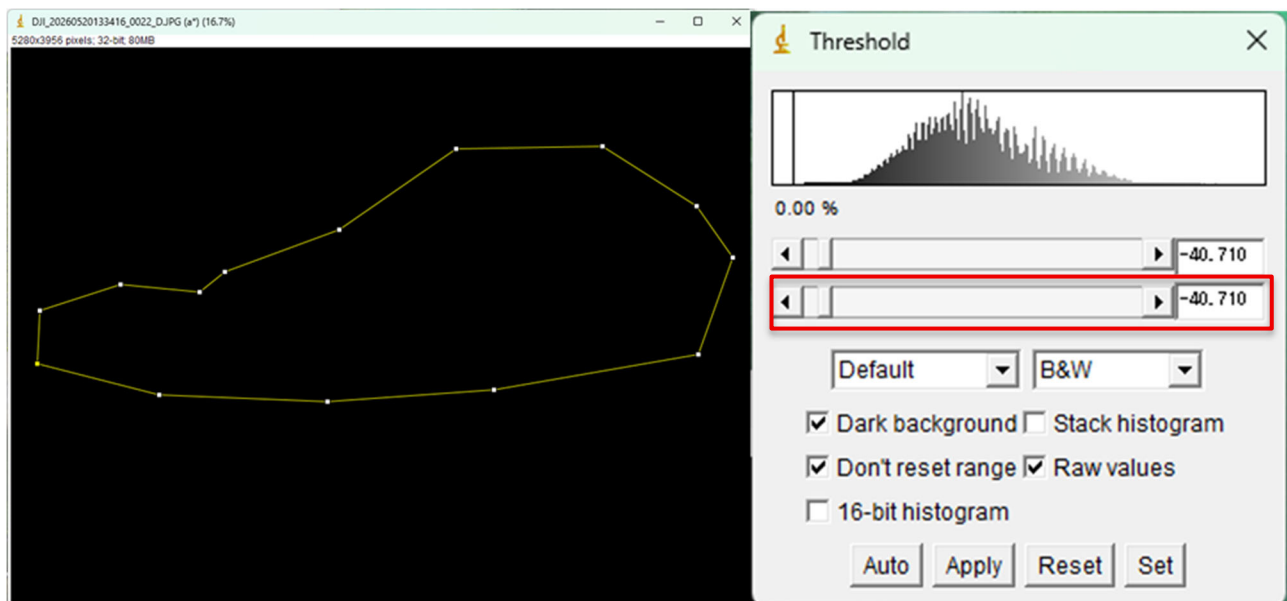 DJI_20260520133416_0022_D.JPG (a*) (16.7%)
5280x3956 pixels; 32-bit; 80MB
Threshold
0.00 %
-40.710
-40.710
Default B&W
Dark background Stack histogram
Don't reset range Raw values
16-bit histogram
Auto Apply Reset Set